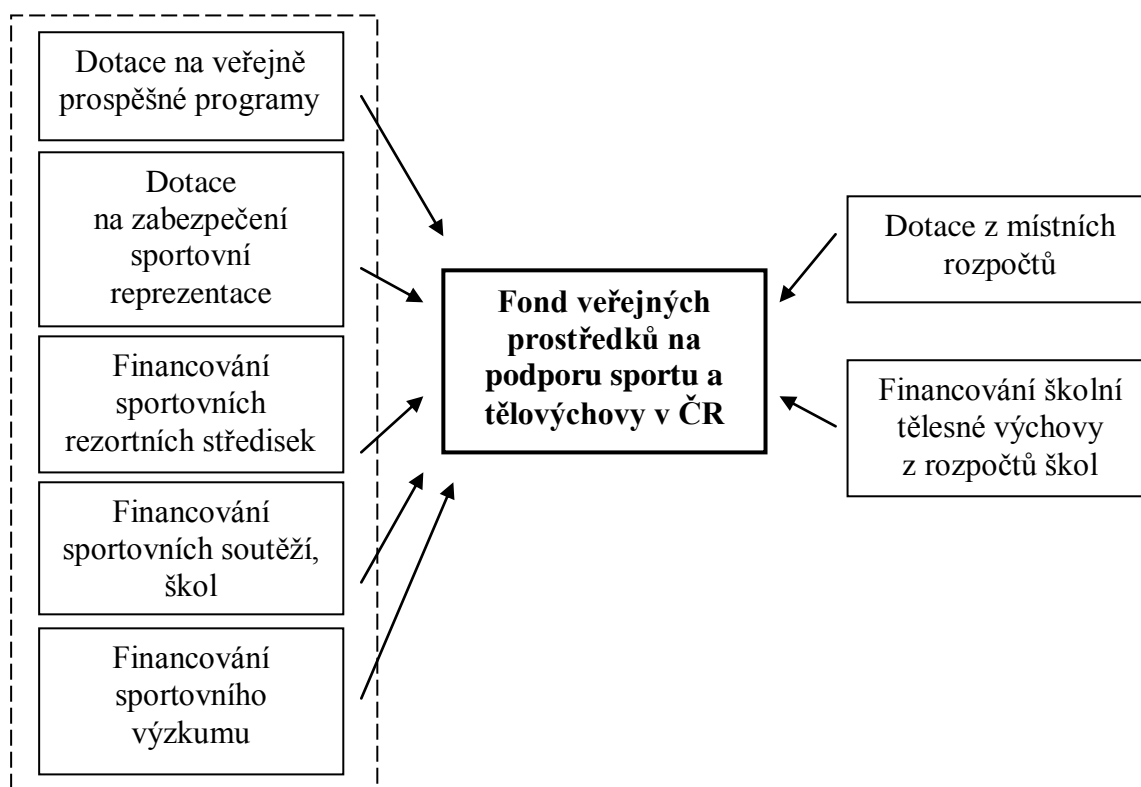 Dotace na veřejně
prospěšné programy
Dotace
na zabezpečení
sportovní
reprezentace
Financování
sportovních
rezortních středisek
Financování
sportovních soutěží,
škol
Financování
sportovního
výzkumu
Fond veřejných
prostředků na
podporu sportu a
tělovýchovy v ČR
Dotace z místních
rozpočtů
Financování školní
tělesné výchovy
z rozpočtů škol